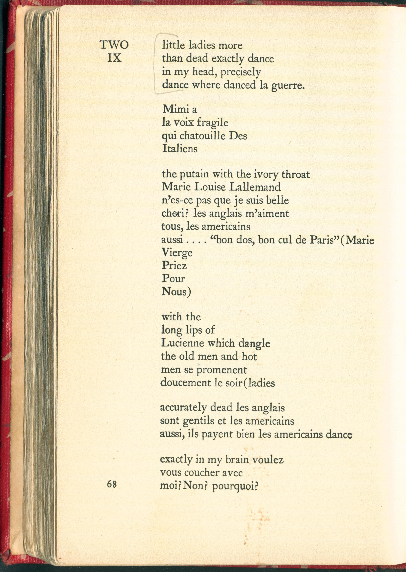 TWO
IX
little ladies more
than dead exactly dance
in my head, precisely
dance where danced la guerre.
Mimi a
la voix fragile
qui chatouille Des
Italiens
the putain with the ivory throat
Marie Louise Lallemand
n'es-ce pas que je suis belle
cheri? les anglais m'aiment
tous, les americains
aussi .... "bon dos, bon cul de Paris"(Marie
Vierge
Priez
Pour
Nous)
with the
long lips of
Lucienne which dangle
the old men and hot
men se promenent
doucement le soir(ladies
accurately dead les anglais
sont gentils et les americains
aussi, ils payent bien les americains dance
exactly in my brain voulez
vous coucher avec
moi? Non? pourquoi?
68